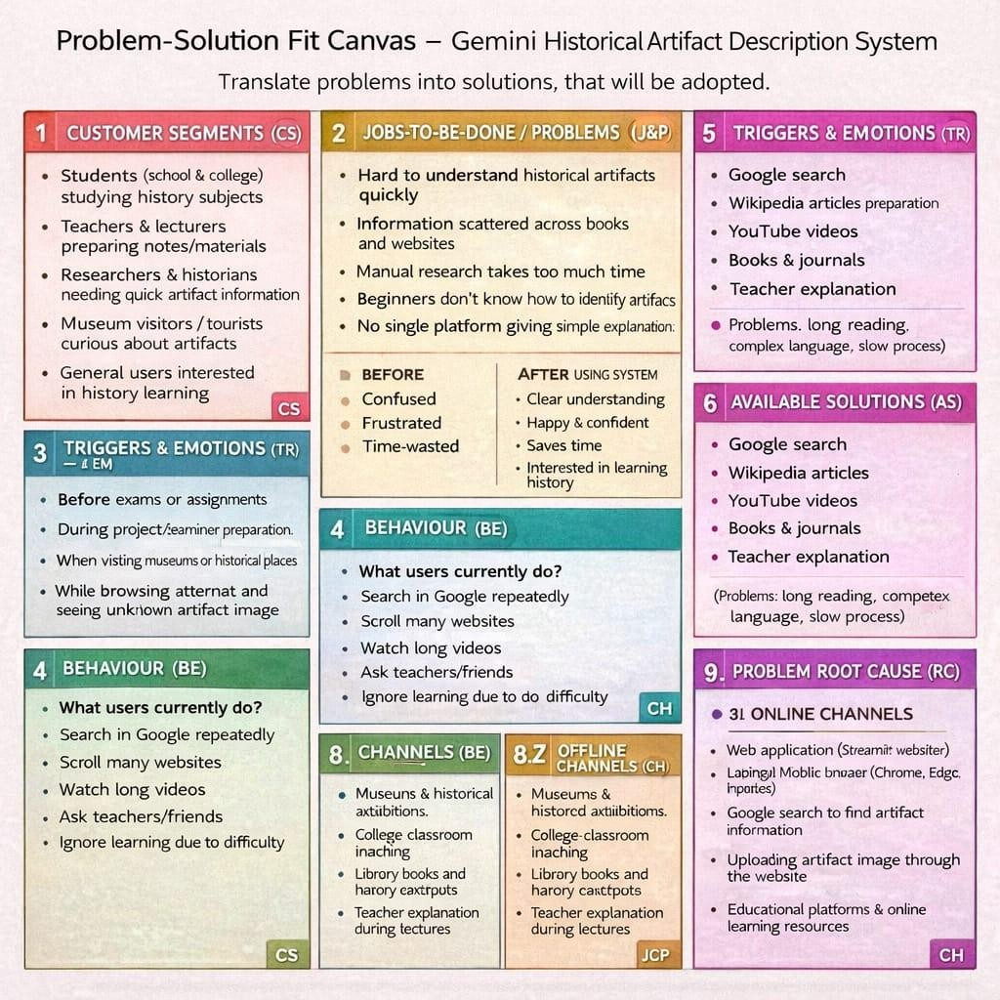 Problem-Solution Fit Canvas – Gemini Historical Artifact Description System
Translate problems into solutions, that will be adopted.
1 CUSTOMER SEGMENTS (CS)
• Students (school & college)
studying history subjects
• Teachers & lecturers
preparing notes/materials
• Researchers & historians
needing quick artifact information
• Museum visitors / tourists
curious about artifacts
• General users interested
in history learning
CS
2 JOBS-TO-BE-DONE / PROBLEMS (J&P)
• Hard to understand historical artifacts
quickly
• Information scattered across books
and websites
• Manual research takes too much time
• Beginners don't know how to identify artifacs
• No single platform giving simple explanation:
BEFORE
• Confused
• Frustrated
• Time-wasted
AFTER USING SYSTEM
• Clear understanding
• Happy & confident
• Saves time
• Interested in learning
history
3 TRIGGERS & EMOTIONS (TR)
EM
• Before exams or assignments
• During project/ preparation.
• When visting museums or historical places
• While browsing atternat and
seeing unknown artifact image
4 BEHAVIOUR (BE)
• What users currently do?
• Search in Google repeatedly
• Scroll many websites
• Watch long videos
• Ask teachers/friends
• Ignore learning due to difficulty
CS
4 BEHAVIOUR (BE)
• What users currently do?
• Search in Google repeatedly
• Scroll many websites
• Watch long videos
• Ask teachers/friends
• Ignore learning due to do difficulty
CH
8. CHANNELS (BE)
• Museuns & historical
• College classroom
inaching
• Library books and
harory
• Teacher explanation
during lectures
8.Z OFFLINE
CHANNELS (CH)
• Museums &
• College-classroom
inaching
• Library books and
harory
• Teacher explanation
during lectures
JCP
5 TRIGGERS & EMOTIONS (TR)
• Google search
• Wikipedia articles preparation
• YouTube videos
• Books & journals
• Teacher explanation
• Problems. long reading,
complex language, slow process)
6 AVAILABLE SOLUTIONS (AS)
• Google search
• Wikipedia articles
• YouTube videos
• Books & journals
• Teacher explanation
(Problems: long reading, competex
language, slow process)
9. PROBLEM ROOT CAUSE (RC)
• 3L ONLINE CHANNELS
• Web application (Streamit websiter)
• (Chrome, Edgc,
• Google search to find artifact
information
• Uploading artifact image through
the website
• Educational platforms & online
learning resources
CH